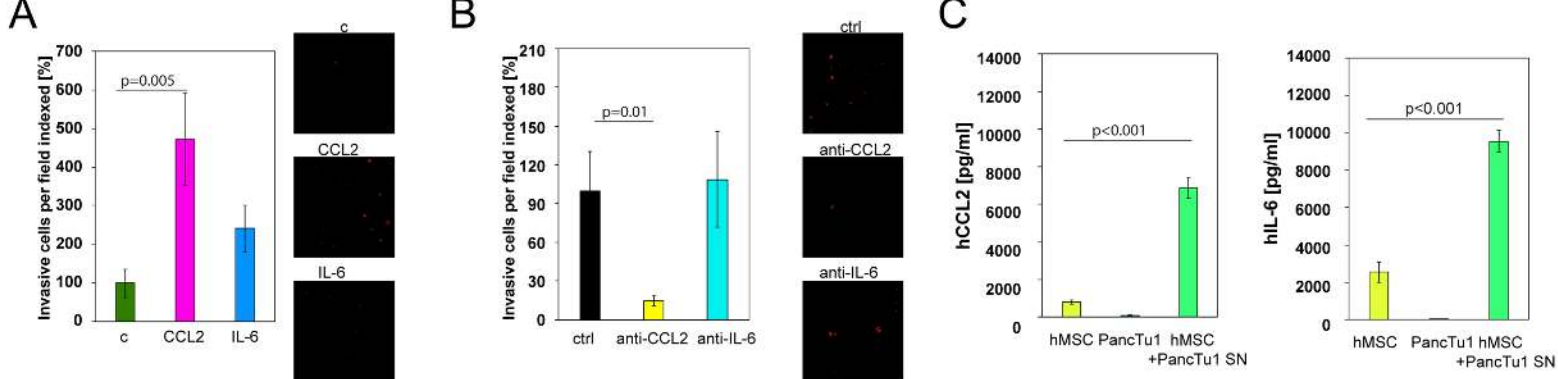 A
Invasive cells per field indexed [%]
700
600
500
400
300
200
100
0
p=0.005
c
CCL2
IL-6
c
CCL2
IL-6
B
Invasive cells per field indexed [%]
210
180
150
120
90
60
30
0
p=0.01
ctrl
anti-CCL2
anti-IL-6
ctrl
anti-CCL2
anti-IL-6
C
hCCL2 [pg/ml]
14000
12000
10000
8000
6000
4000
2000
0
p<0.001
hMSC
PancTu1
hMSC
+PancTu1 SN
hIL-6 [pg/ml]
14000
12000
10000
8000
6000
4000
2000
0
p<0.001
hMSC
PancTu1
hMSC
+PancTu1 SN